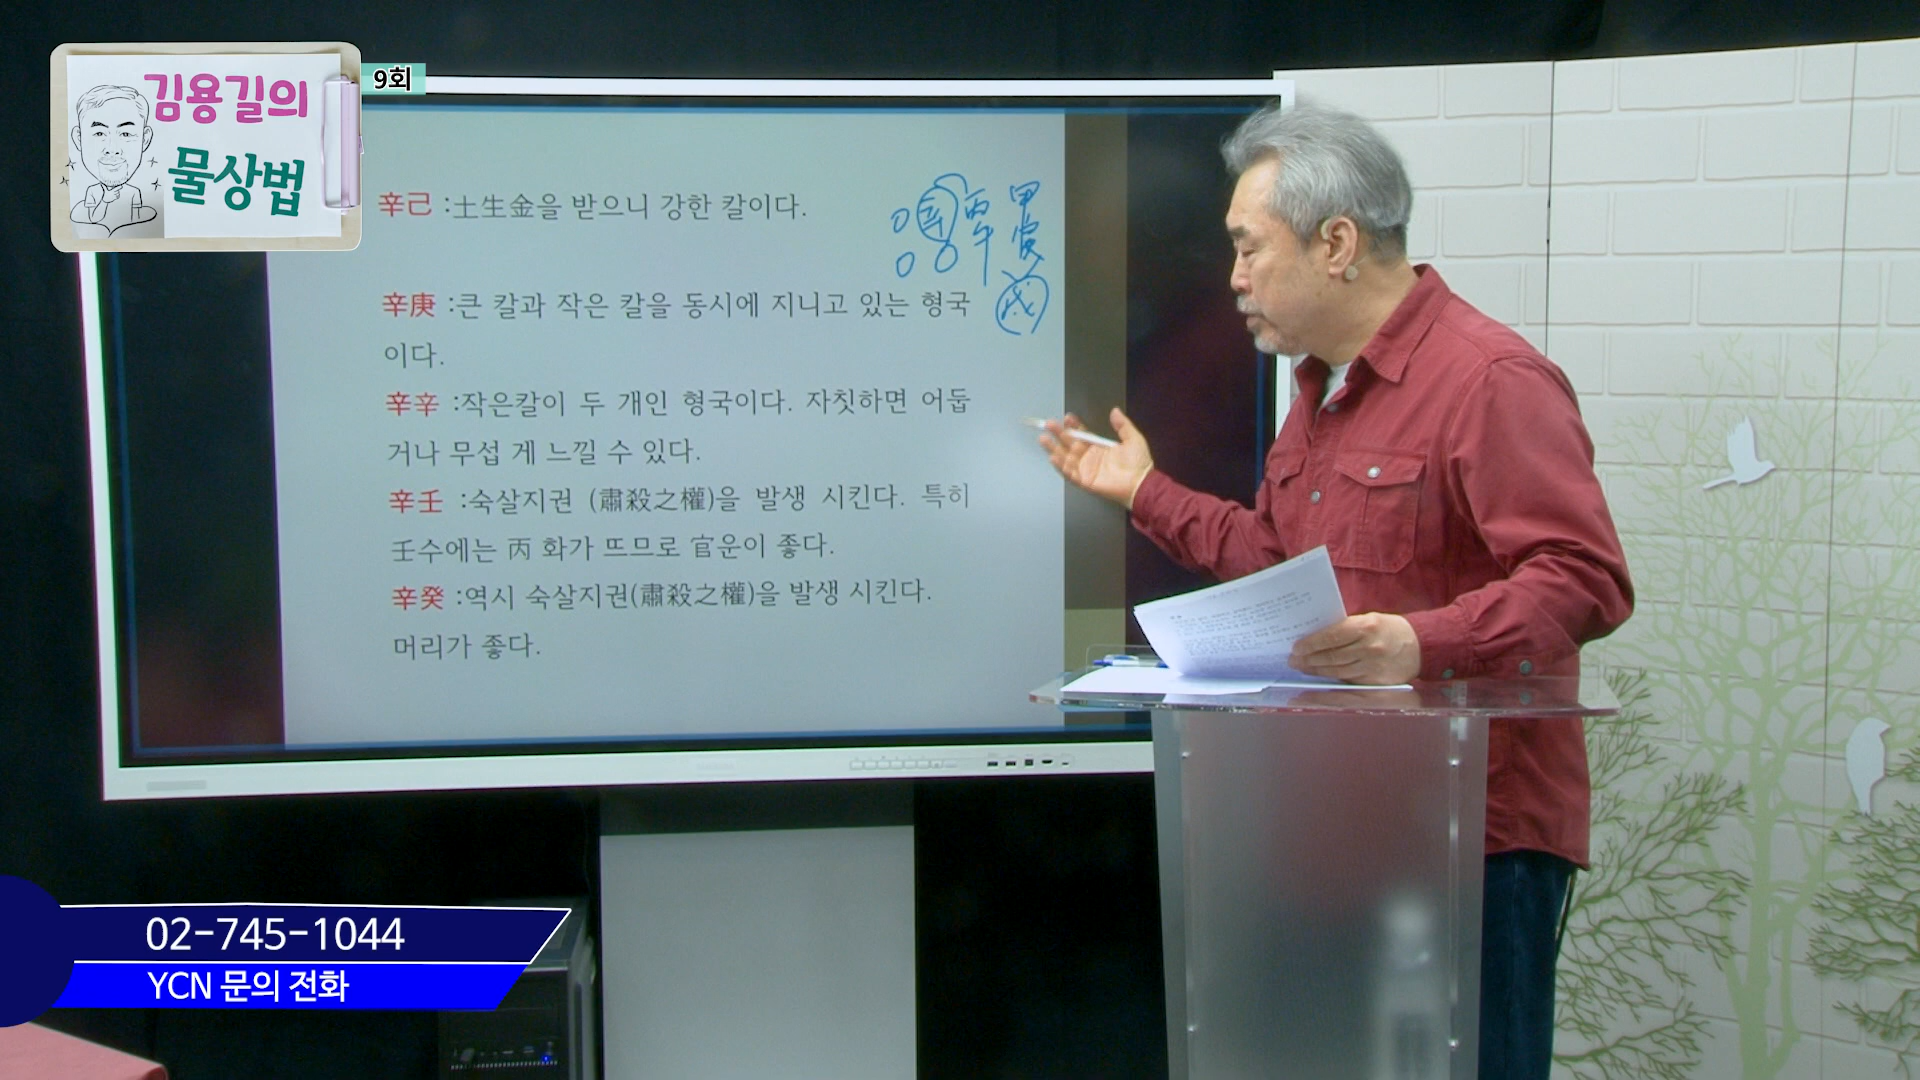 김용길의
물상법
9회
辛己 :土生金을 받으니 강한 칼이다.
辛庚 :큰 칼과 작은 칼을 동시에 지니고 있는 형국
이다.
辛辛 :작은칼이 두 개인 형국이다. 자칫하면 어둡
거나 무섭 게 느낄 수 있다.
辛壬 :숙살지권 (肅殺之權)을 발생 시킨다. 특히
壬수에는 丙 화가 뜨므로 官운이 좋다.
辛癸 :역시 숙살지권(肅殺之權)을 발생 시킨다.
머리가 좋다.
辛 丙 甲
午 寅
戌
02-745-1044
YCN 문의 전화